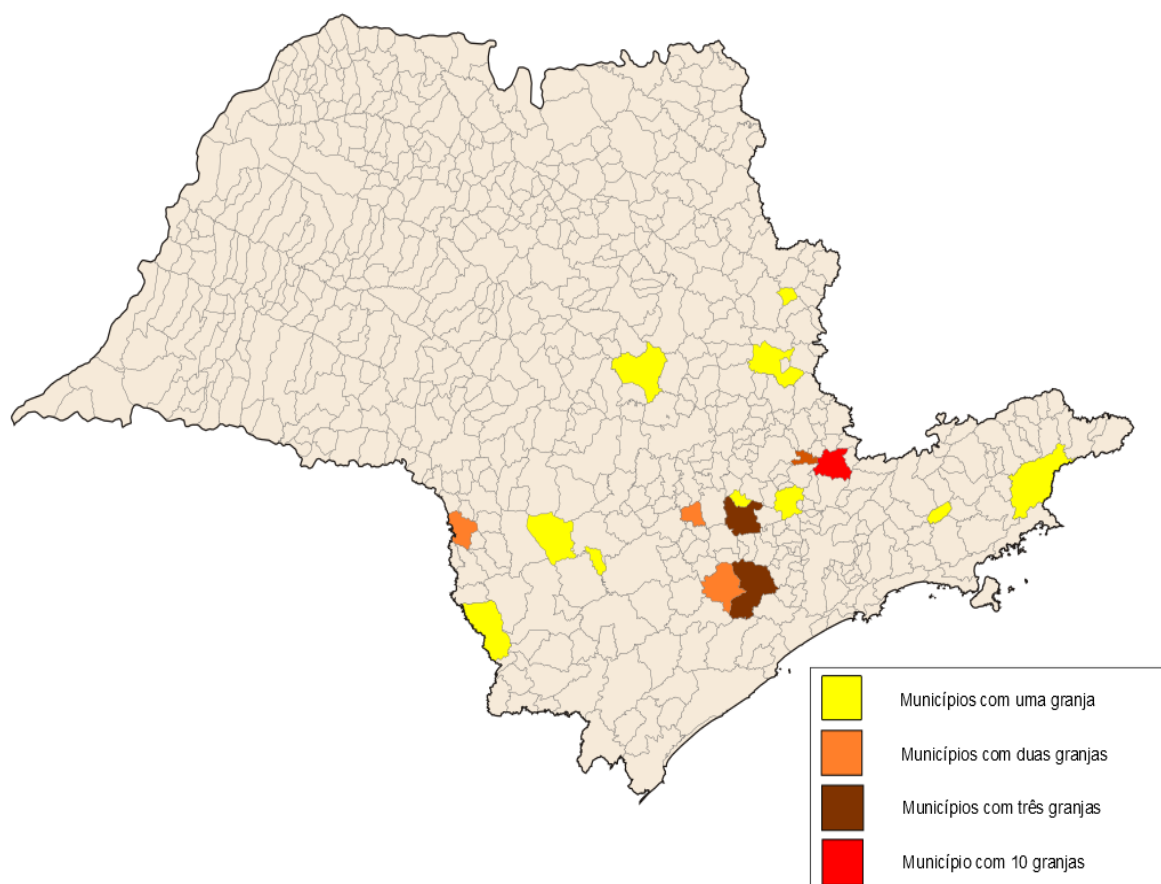 Municípios com uma granja
Municípios com duas granjas
Municípios com três granjas
Município com 10 granjas